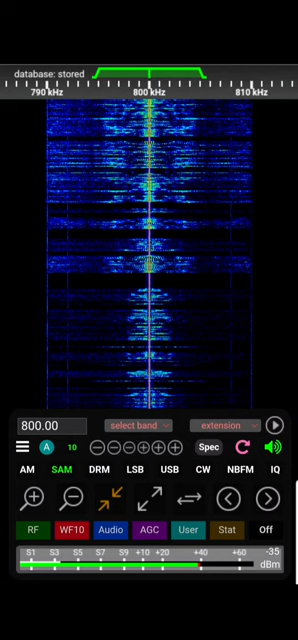 database: stored
790 kHz 800 kHz 810 kHz
800.00 select band extension
A 10 Spec
AM SAM DRM LSB USB CW NBFM IQ
RF WF10 Audio AGC User Stat Off
S1 S3 S5 S7 S9 +10 +20 +40 +60 -35
dBm